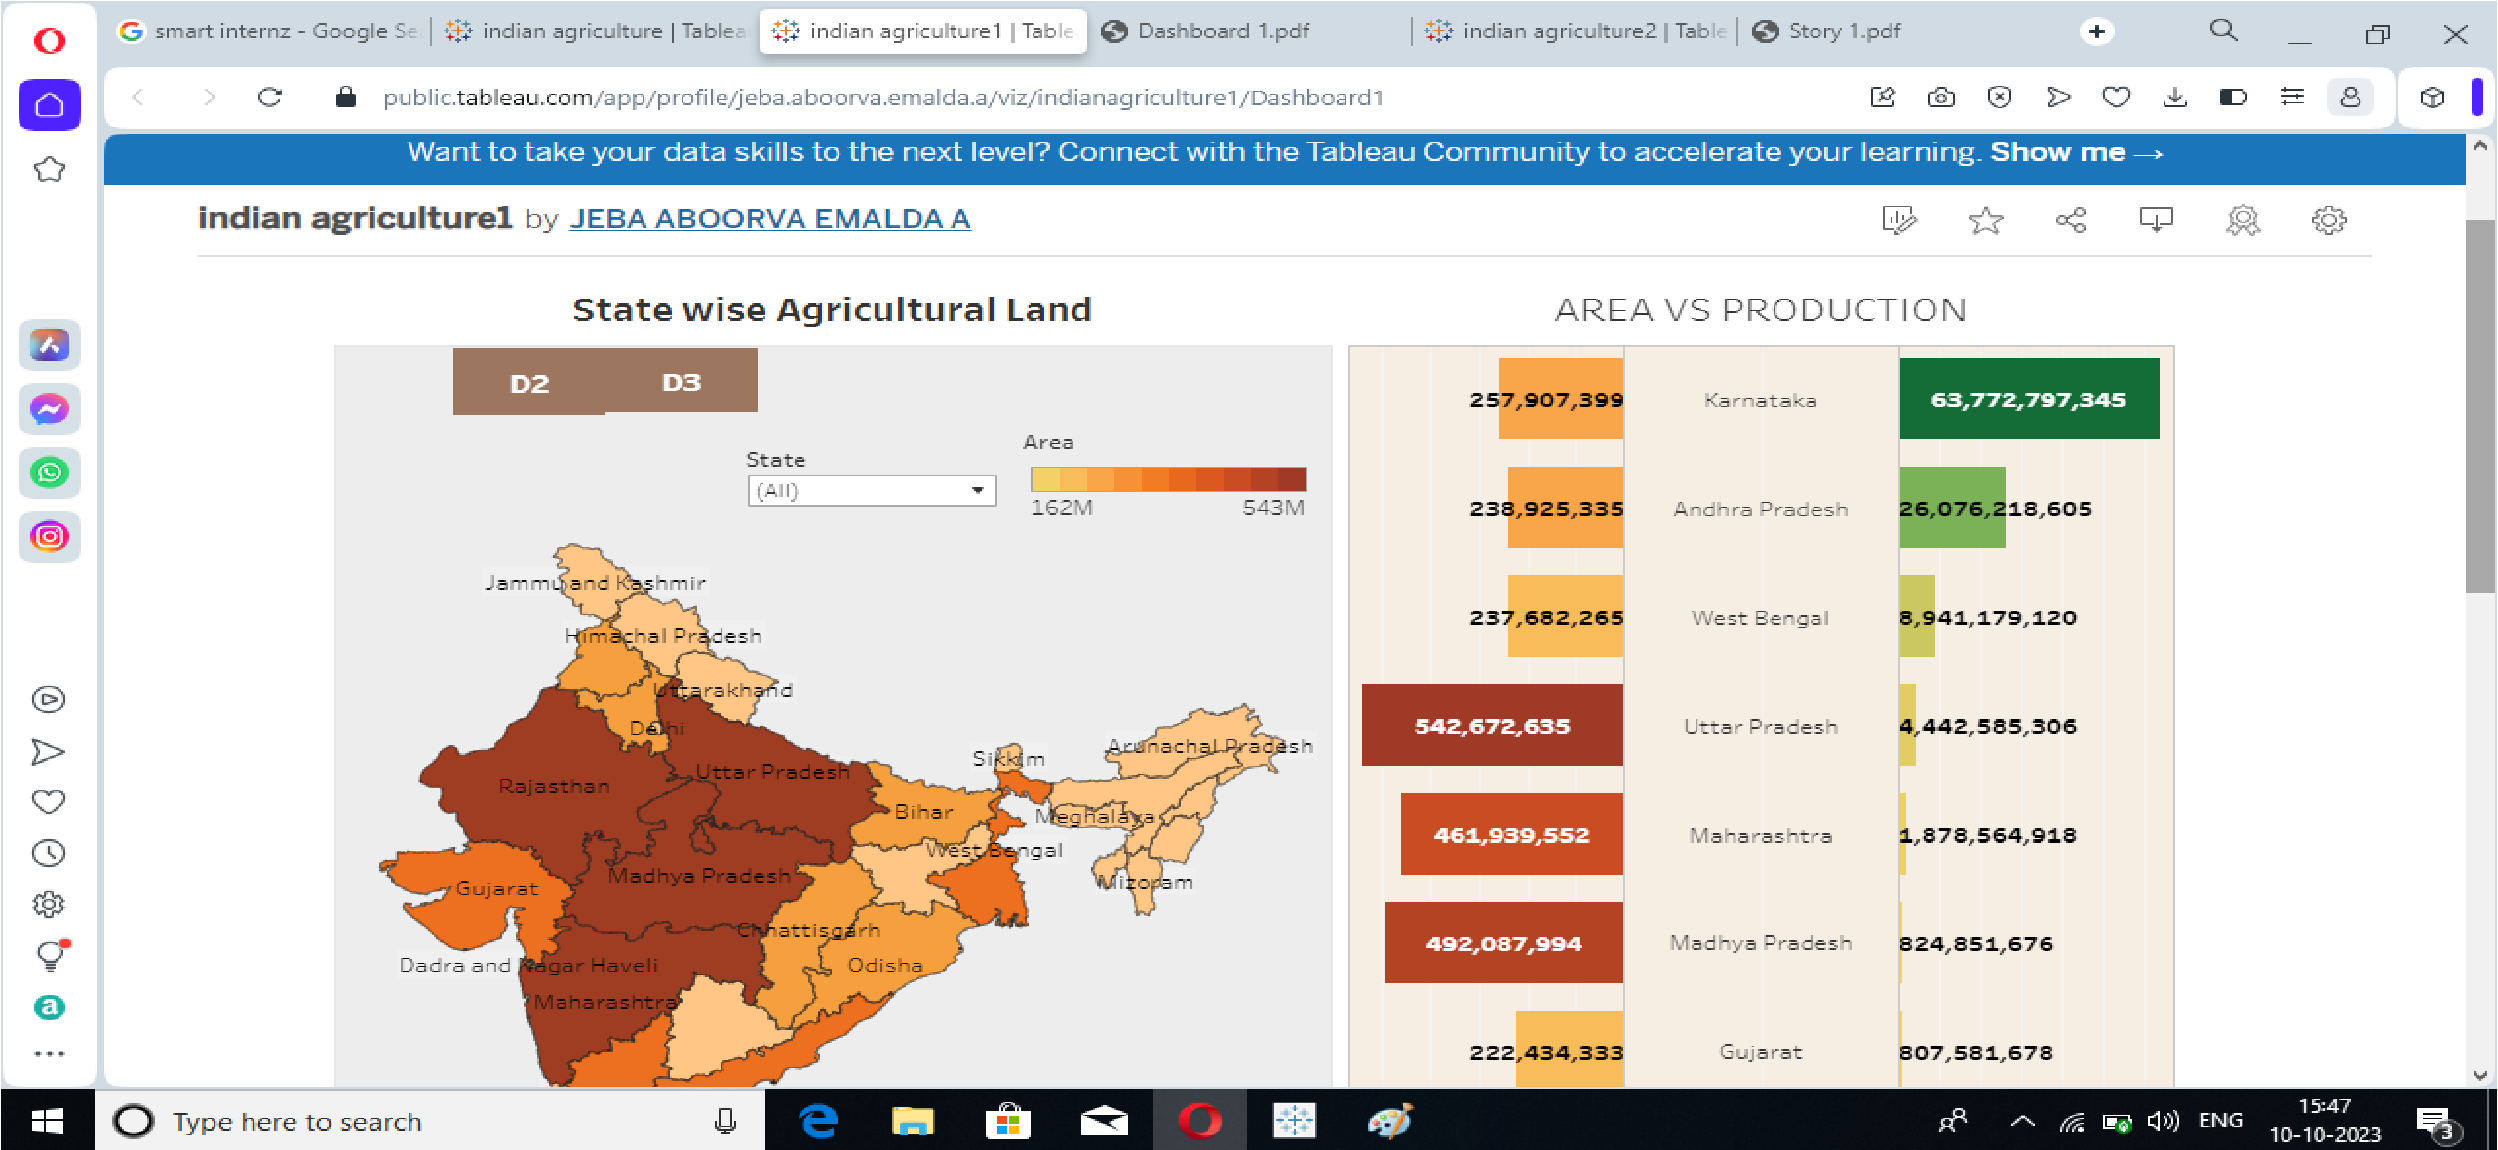 smart internz - Google Se
indian agriculture | Tablea
indian agriculture1 | Table
Dashboard 1.pdf
indian agriculture2 | Table
Story 1.pdf
public.tableau.com/app/profile/jeba.aboorva.emalda.a/viz/indianagriculture1/Dashboard1
Want to take your data skills to the next level? Connect with the Tableau Community to accelerate your learning. Show me →
indian agriculture1 by JEBA ABOORVA EMALDA A
State wise Agricultural Land
D2 D3
State
(All)
Area
162M 543M
Jammu and Kashmir
Himachal Pradesh
Uttarakhand
Delhi
Rajasthan
Uttar Pradesh
Sikkim
Arunachal Pradesh
Bihar
Meghalaya
West Bengal
Gujarat
Madhya Pradesh
Mizoram
Chhattisgarh
Dadra and Nagar Haveli
Odisha
Maharashtra
AREA VS PRODUCTION
257,907,399 Karnataka 63,772,797,345
238,925,335 Andhra Pradesh 26,076,218,605
237,682,265 West Bengal 8,941,179,120
542,672,635 Uttar Pradesh 4,442,585,306
461,939,552 Maharashtra 1,878,564,918
492,087,994 Madhya Pradesh 824,851,676
222,434,333 Gujarat 807,581,678
a
Type here to search
ENG
15:47
10-10-2023
3